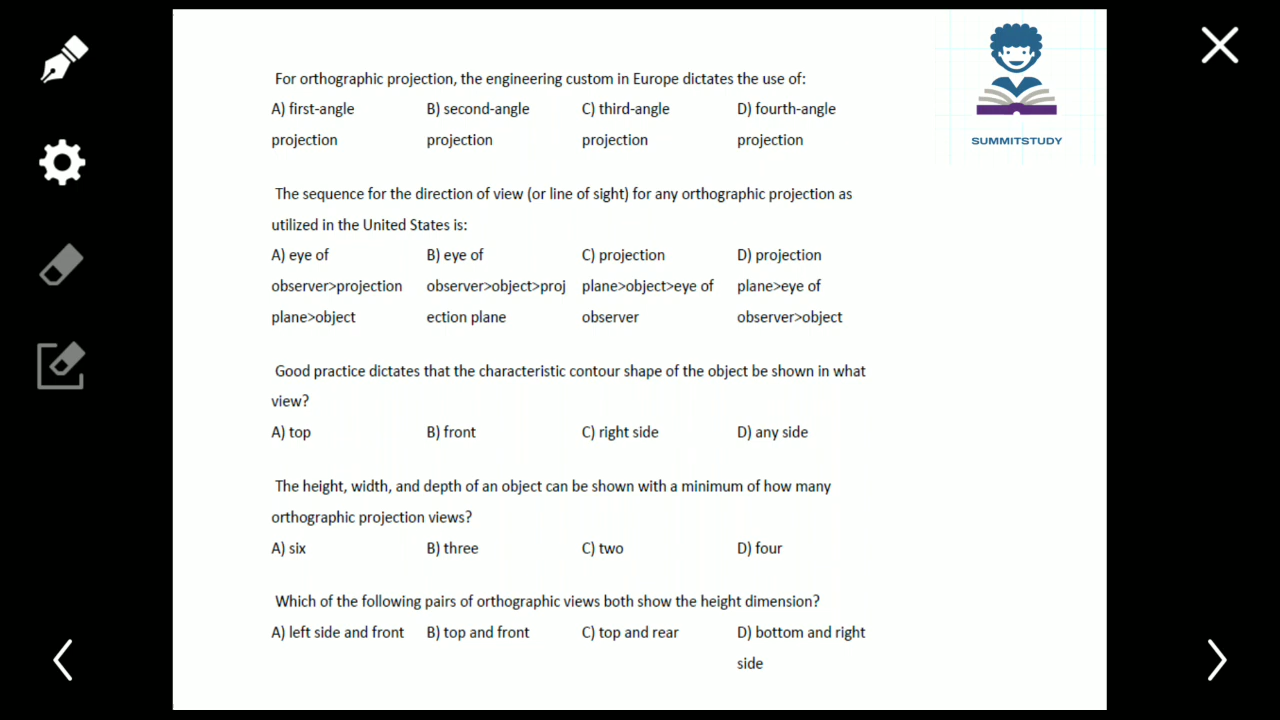 For orthographic projection, the engineering custom in Europe dictates the use of:
A) first-angle projection
B) second-angle projection
C) third-angle projection
D) fourth-angle projection
SUMMITSTUDY
The sequence for the direction of view (or line of sight) for any orthographic projection as
utilized in the United States is:
A) eye of
observer>projection
plane>object
B) eye of
observer>object>proj
ection plane
C) projection
plane>object>eye of
observer
D) projection
plane>eye of
observer>object
Good practice dictates that the characteristic contour shape of the object be shown in what
view?
A) top
B) front
C) right side
D) any side
The height, width, and depth of an object can be shown with a minimum of how many
orthographic projection views?
A) six
B) three
C) two
D) four
Which of the following pairs of orthographic views both show the height dimension?
A) left side and front
B) top and front
C) top and rear
D) bottom and right
side